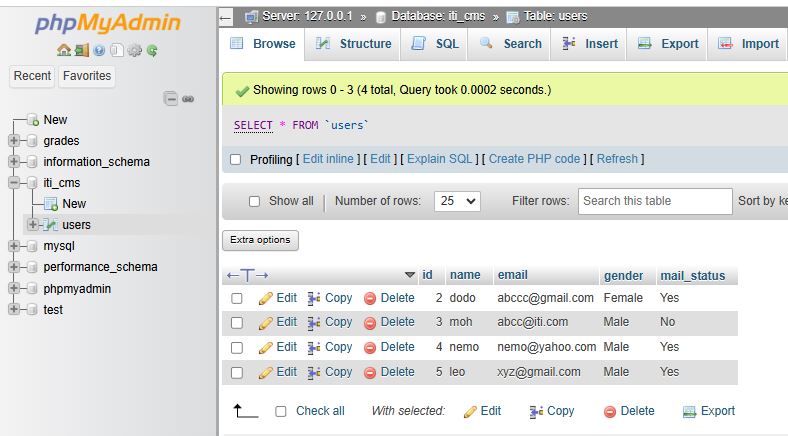 phpMyAdmin
Recent Favorites
New
grades
information_schema
iti_cms
New
users
mysql
performance_schema
phpmyadmin
test
Server: 127.0.0.1 » Database: iti_cms » Table: users
Browse Structure SQL Search Insert Export Import
Showing rows 0 - 3 (4 total, Query took 0.0002 seconds.)
SELECT * FROM `users`
Profiling [ Edit inline ] [ Edit ] [ Explain SQL ] [ Create PHP code ] [ Refresh ]
Show all Number of rows: 25 Filter rows: Search this table Sort by ke
Extra options
←T→ id name email gender mail_status
Edit Copy Delete 2 dodo abccc@gmail.com Female Yes
Edit Copy Delete 3 moh abcc@iti.com Male No
Edit Copy Delete 4 nemo nemo@yahoo.com Male Yes
Edit Copy Delete 5 leo xyz@gmail.com Male Yes
Check all With selected: Edit Copy Delete Export